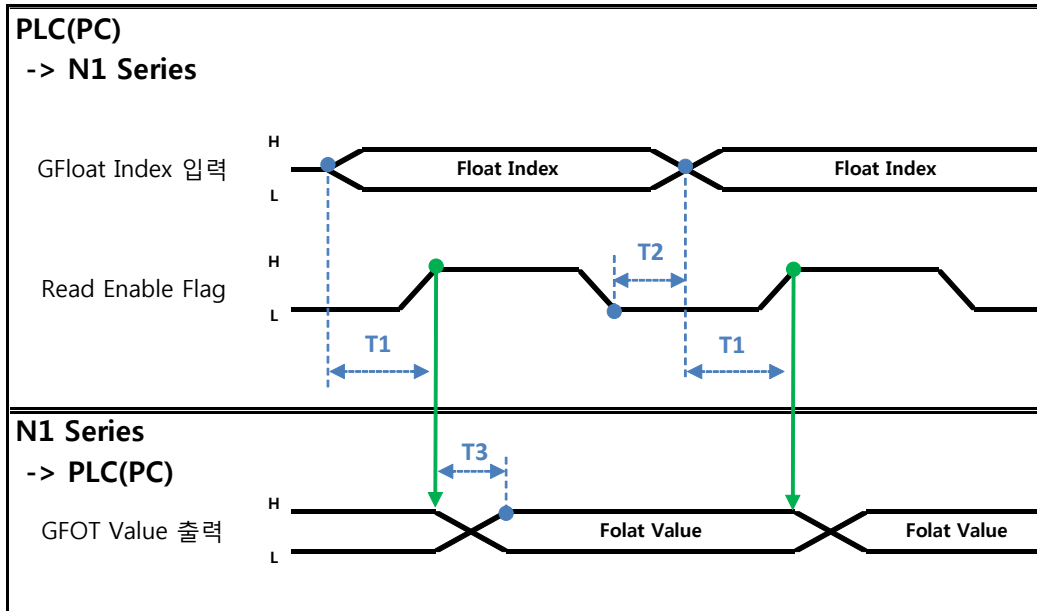 PLC(PC)
-> N1 Series
H
GFloat Index 입력
Float Index
Float Index
L
H
T2
Read Enable Flag
L
T1
T1
N1 Series
-> PLC(PC)
T3
H
GFOT Value 출력
Folat Value
Folat Value
L